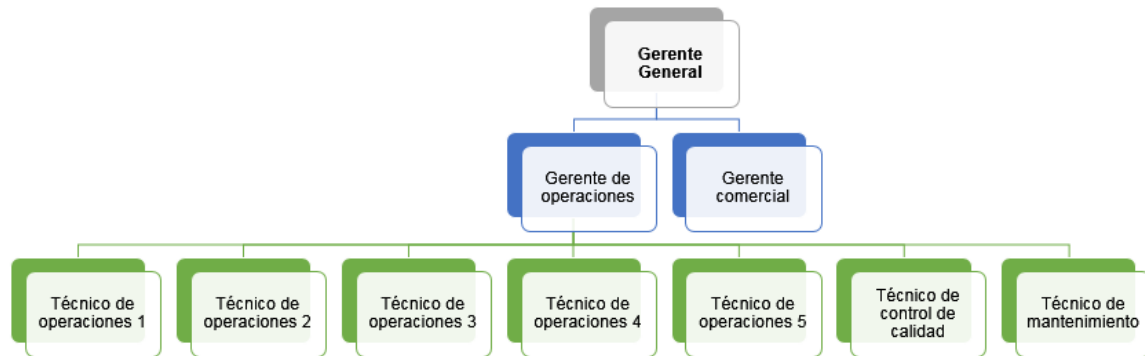 Gerente
General
Gerente de
operaciones
Gerente
comercial
Técnico de
operaciones 1
Técnico de
operaciones 2
Técnico de
operaciones 3
Técnico de
operaciones 4
Técnico de
operaciones 5
Técnico de
control de
calidad
Técnico de
mantenimiento